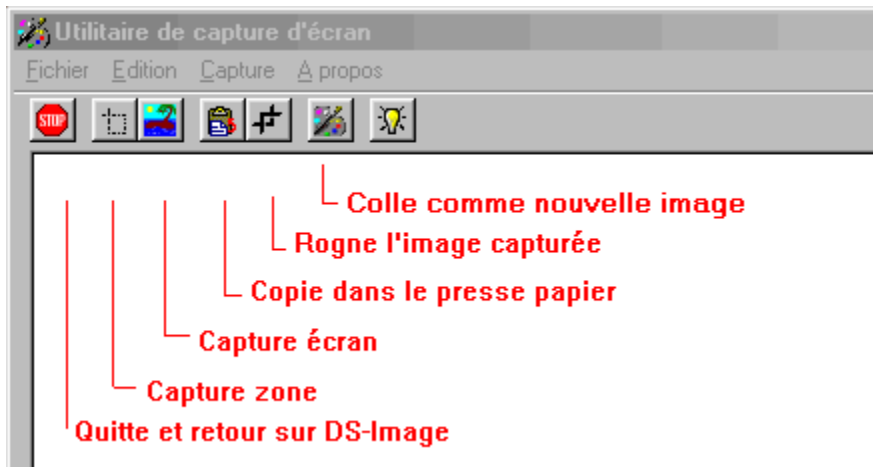 Utilitaire de capture d'écran
Fichier Edition Capture A propos
STOP
Colle comme nouvelle image
Rogne l'image capturée
Copie dans le presse papier
Capture écran
Capture zone
Quitte et retour sur DS-Image